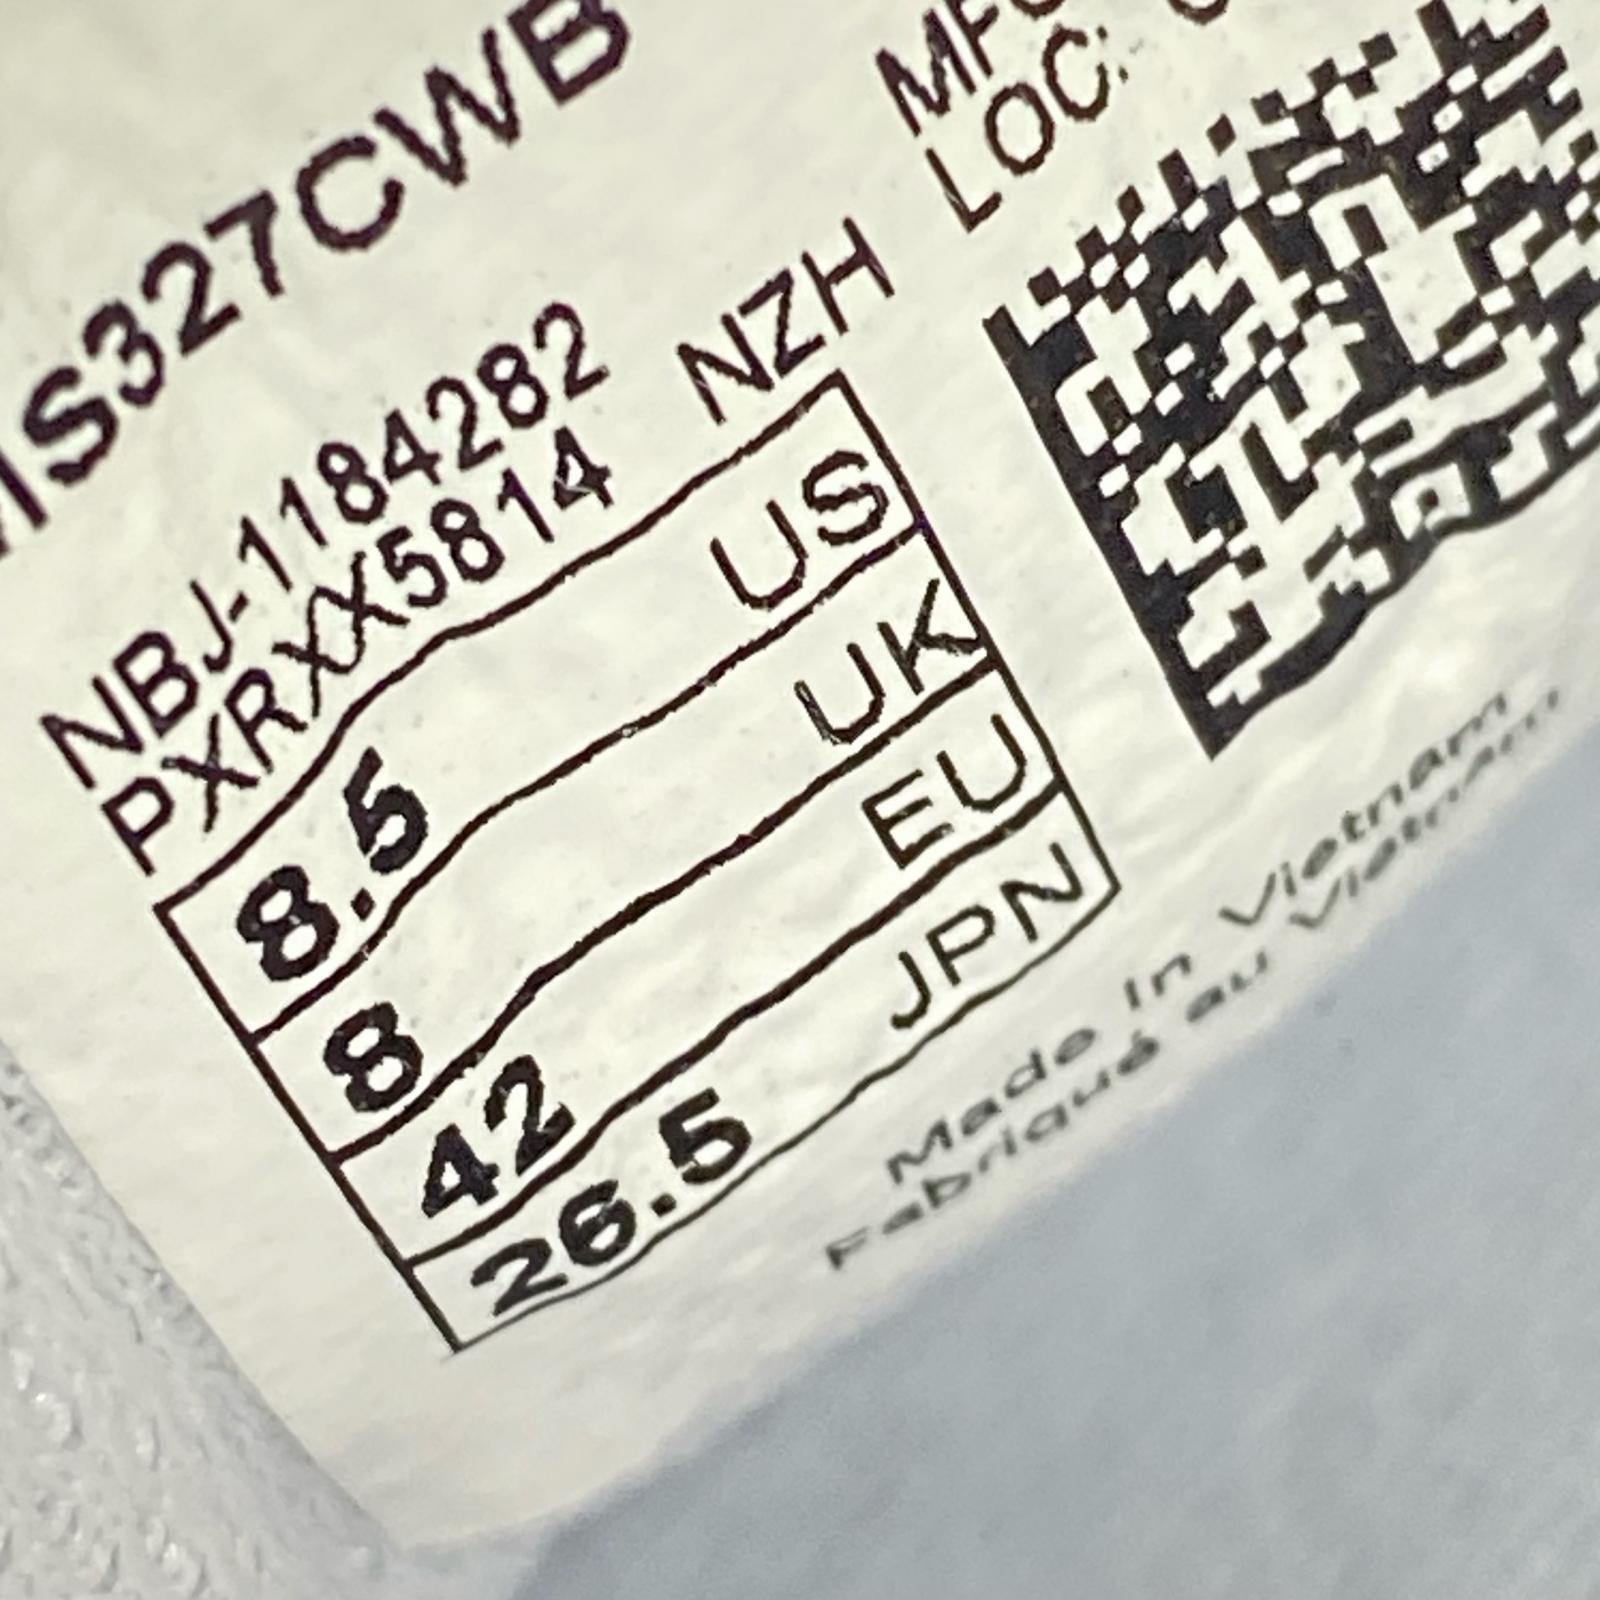 MS327CWB
NBJ-1184282 NZH
PXRXX5814
8.5 US
8 UK
42 EU
26.5 JPN
LOC:
Made in Vietnam
Fabriqué au Vietnam